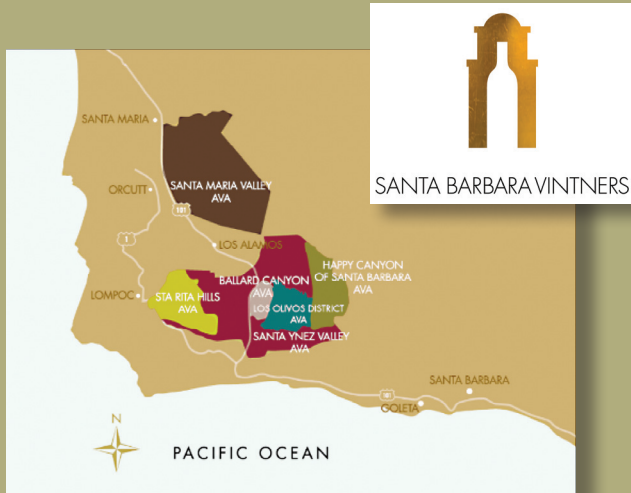 SANTA BARBARA VINTNERS
SANTA MARIA
SANTA MARIA VALLEY
AVA
ORCUTT
101
1
LOS ALAMOS
HAPPY CANYON
OF SANTA BARBARA
AVA
BALLARD CANYON
AVA
LOMPOC
STA RITA HILLS
AVA
LOS OLIVOS DISTRICT
AVA
SANTA YNEZ VALLEY
AVA
SANTA BARBARA
101
GOLETA
N
PACIFIC OCEAN